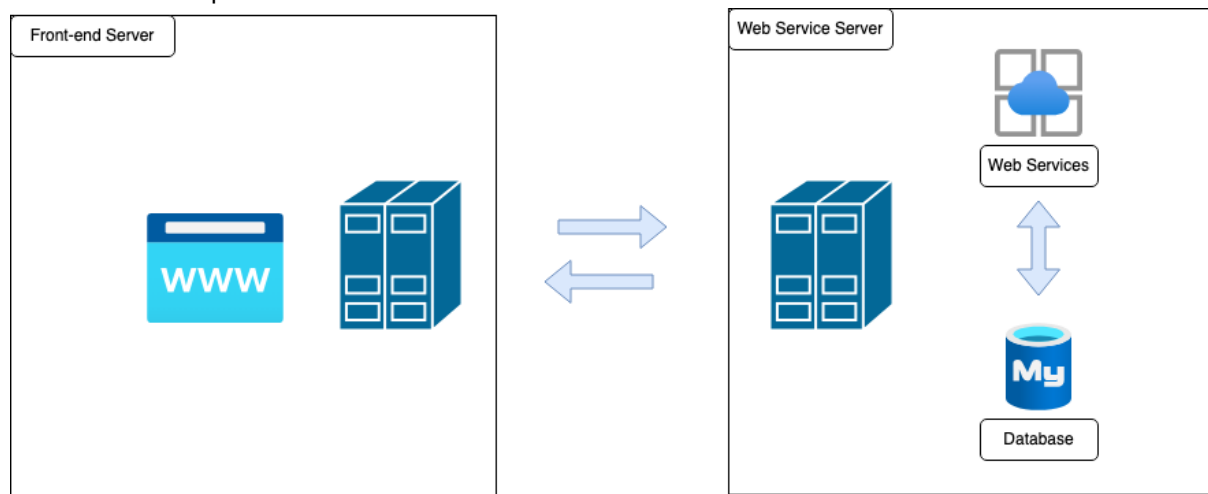 Front-end Server
Web Service Server
Web Services
WWW
My
Database